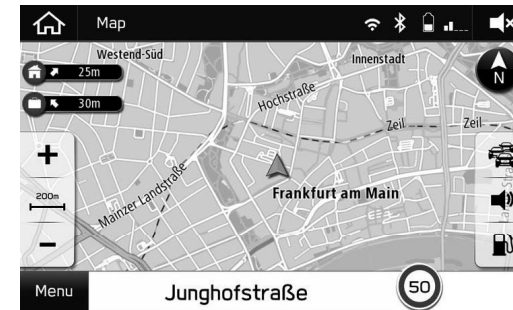 Map
Westend-Süd
Innenstadt
25m
N
30m
Hochstraße
Zeil
Zeil
200m
Mainzer Landstraße
Frankfurt am Main
Menu
Junghofstraße
50